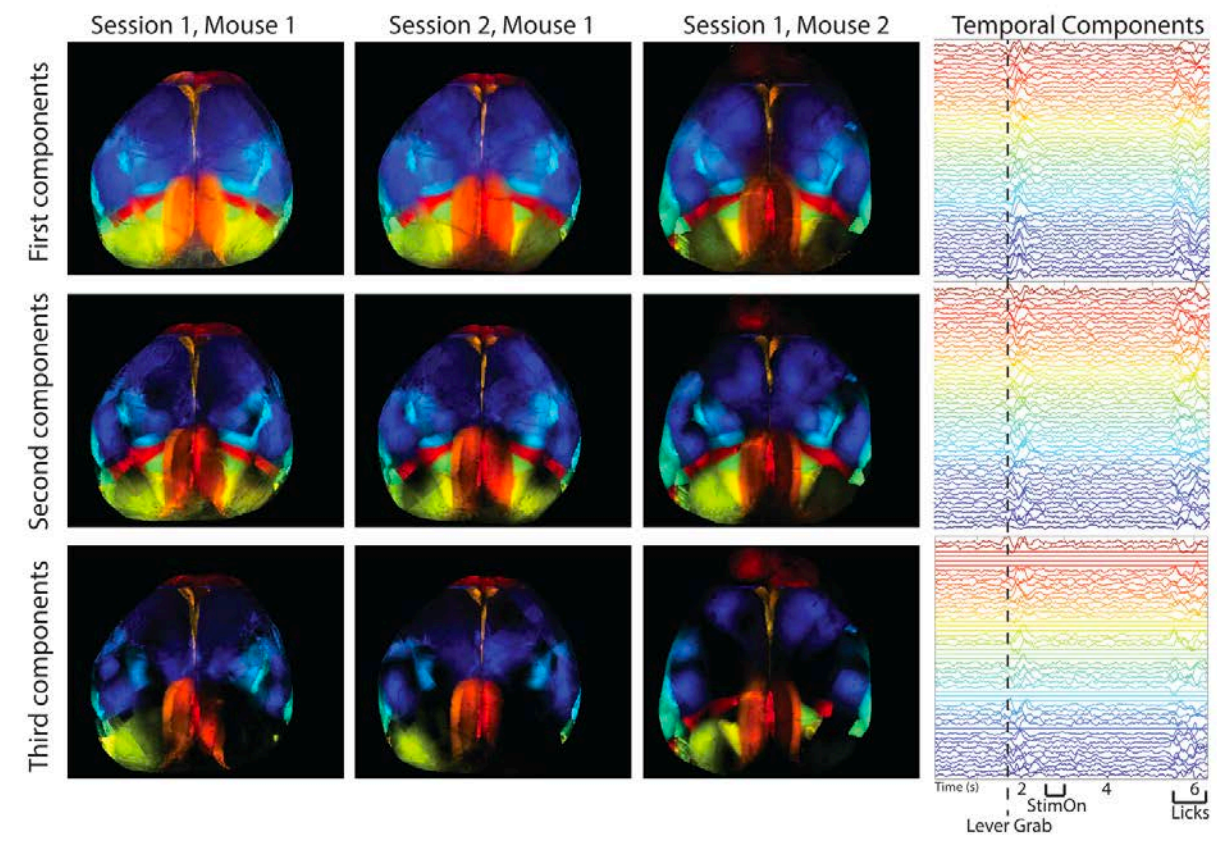 Session 1, Mouse 1
Session 2, Mouse 1
Session 1, Mouse 2
Temporal Components
First components
Second components
Third components
Time (s)
2
4
6
StimOn
Licks
Lever Grab